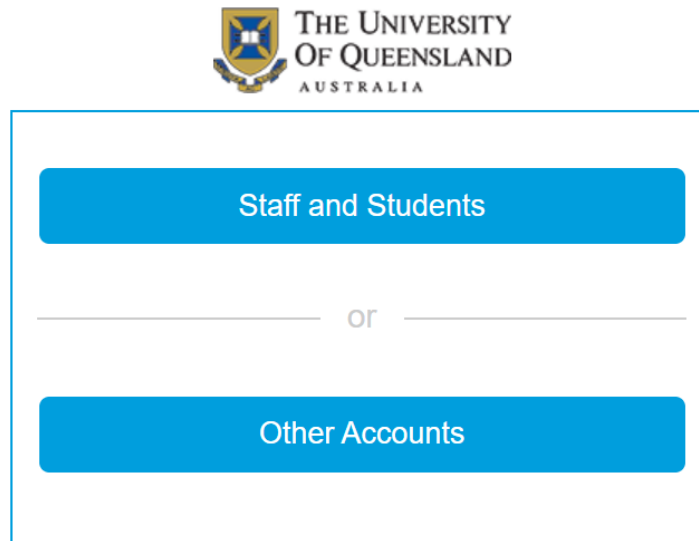 THE UNIVERSITY
OF QUEENSLAND
AUSTRALIA
Staff and Students
or
Other Accounts